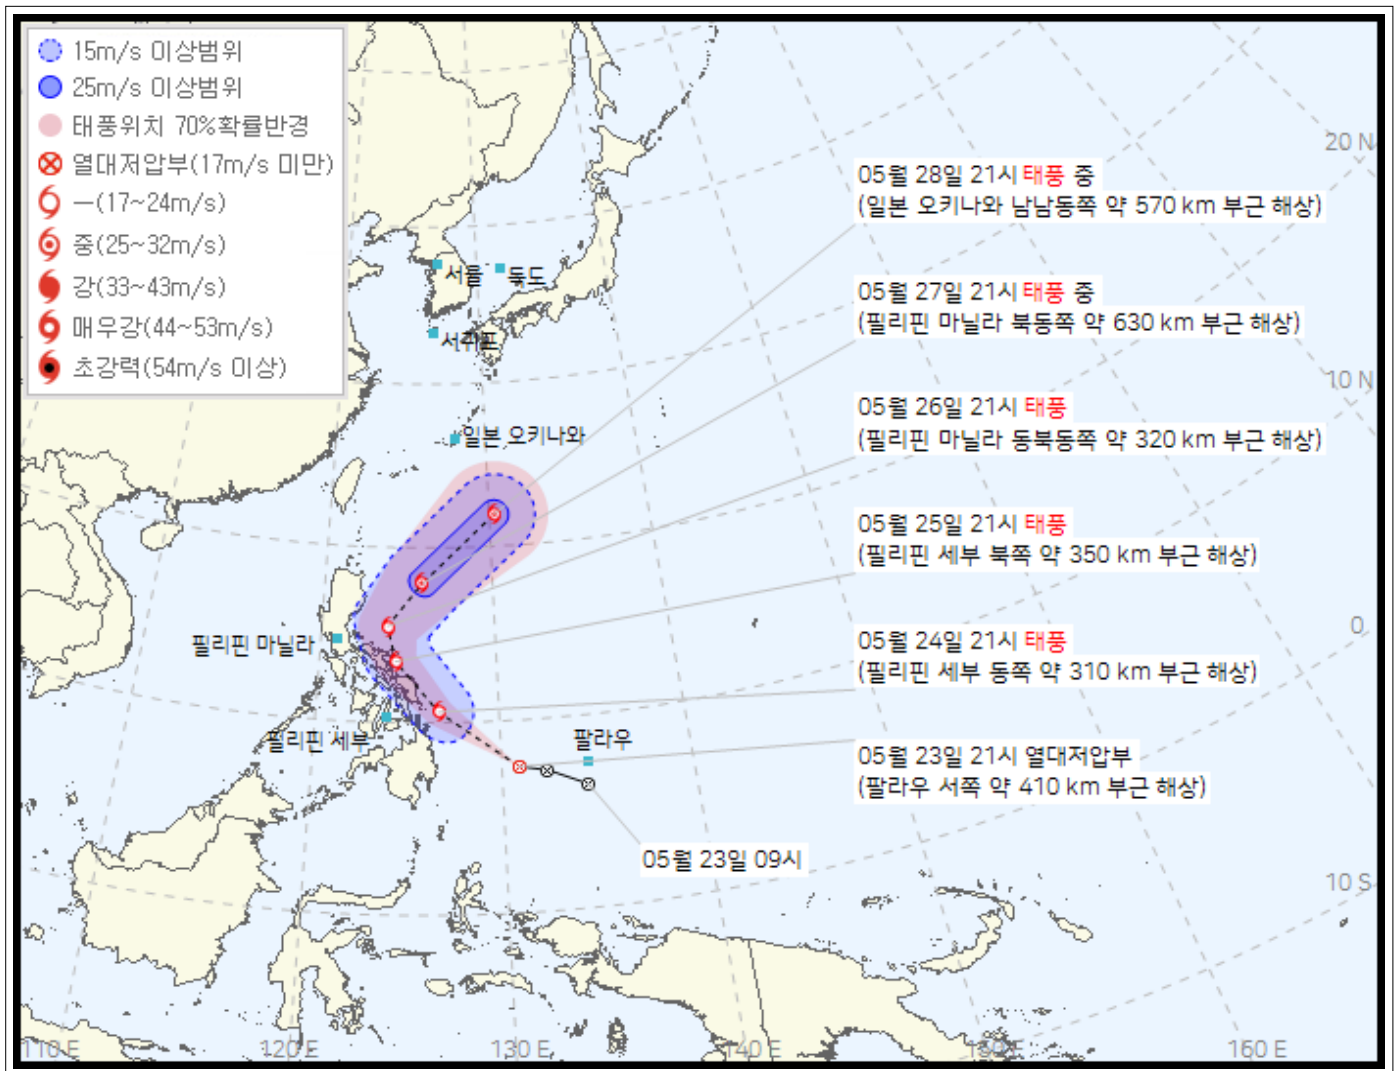 15m/s 이상범위
25m/s 이상범위
태풍위치 70%확률반경
열대저압부(17m/s 미만)
—(17~24m/s)
중(25~32m/s)
강(33~43m/s)
매우강(44~53m/s)
초강력(54m/s 이상)
20 N
05월 28일 21시 태풍 중
(일본 오키나와 남남동쪽 약 570 km 부근 해상)
서울
독도
05월 27일 21시 태풍 중
(필리핀 마닐라 북동쪽 약 630 km 부근 해상)
서귀포
10 N
05월 26일 21시 태풍
(필리핀 마닐라 동북동쪽 약 320 km 부근 해상)
일본 오키나와
05월 25일 21시 태풍
(필리핀 세부 북쪽 약 350 km 부근 해상)
0
필리핀 마닐라
05월 24일 21시 태풍
(필리핀 세부 동쪽 약 310 km 부근 해상)
필리핀 세부
팔라우
05월 23일 21시 열대저압부
(팔라우 서쪽 약 410 km 부근 해상)
05월 23일 09시
10 S
110 E
120 E
130 E
140 E
150 E
160 E